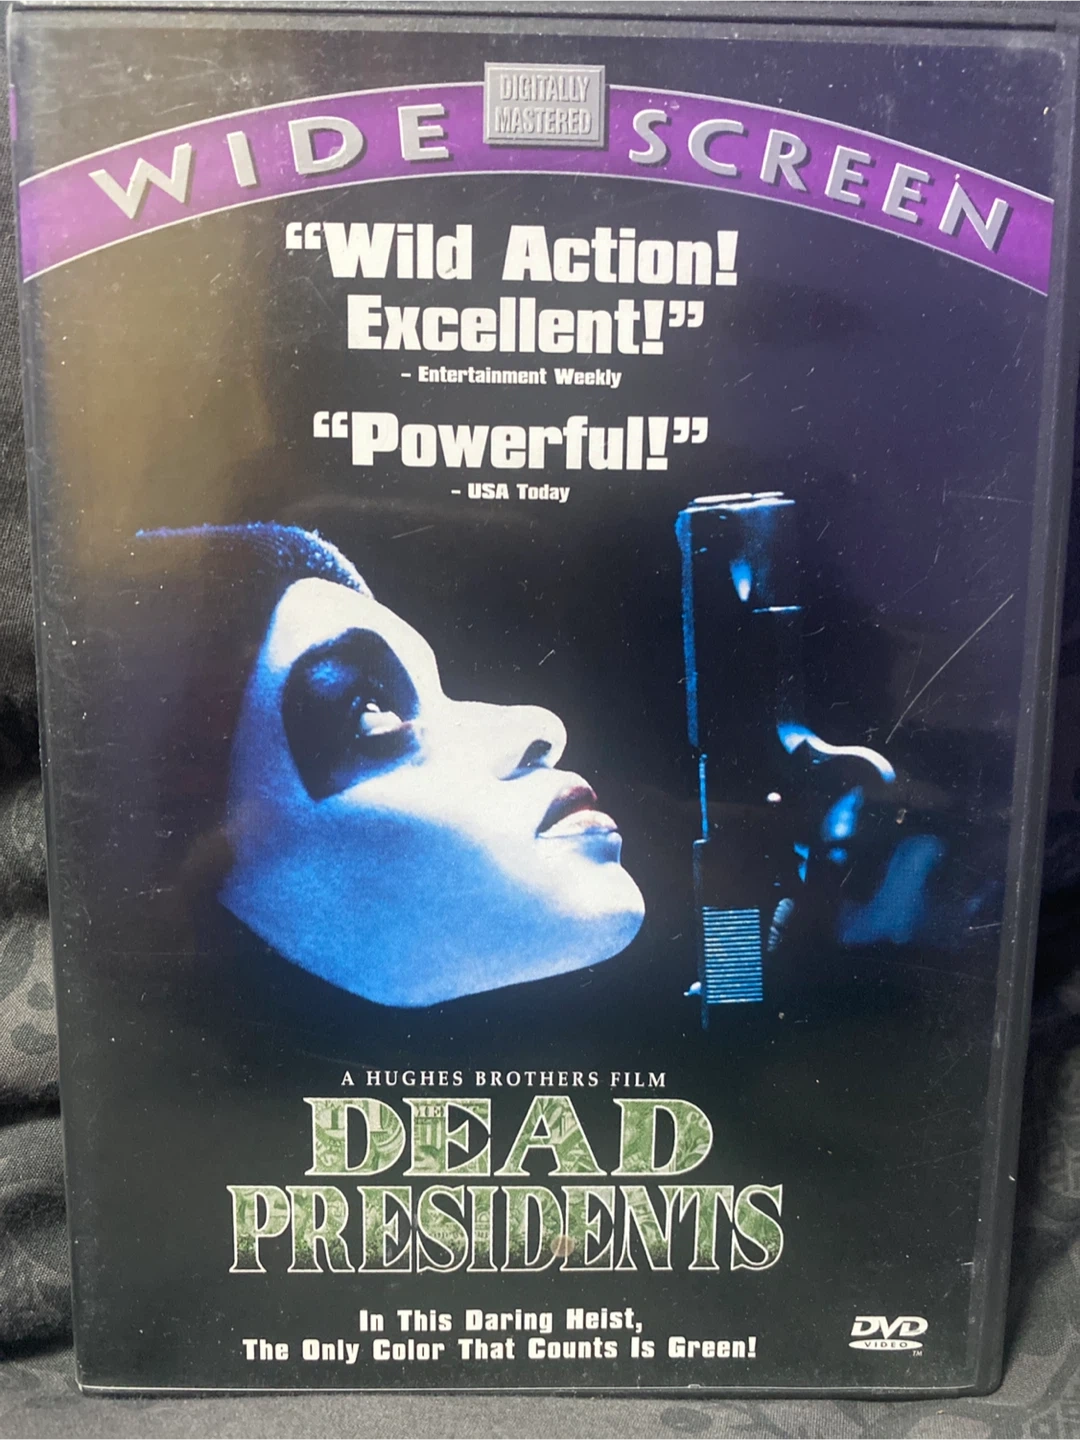 DIGITALLY
MASTERED
WIDE SCREEN
“Wild Action!
Excellent!”
– Entertainment Weekly
“Powerful!”
– USA Today
A HUGHES BROTHERS FILM
DEAD
PRESIDENTS
In This Daring Heist,
The Only Color That Counts Is Green!
DVD
VIDEO
TM